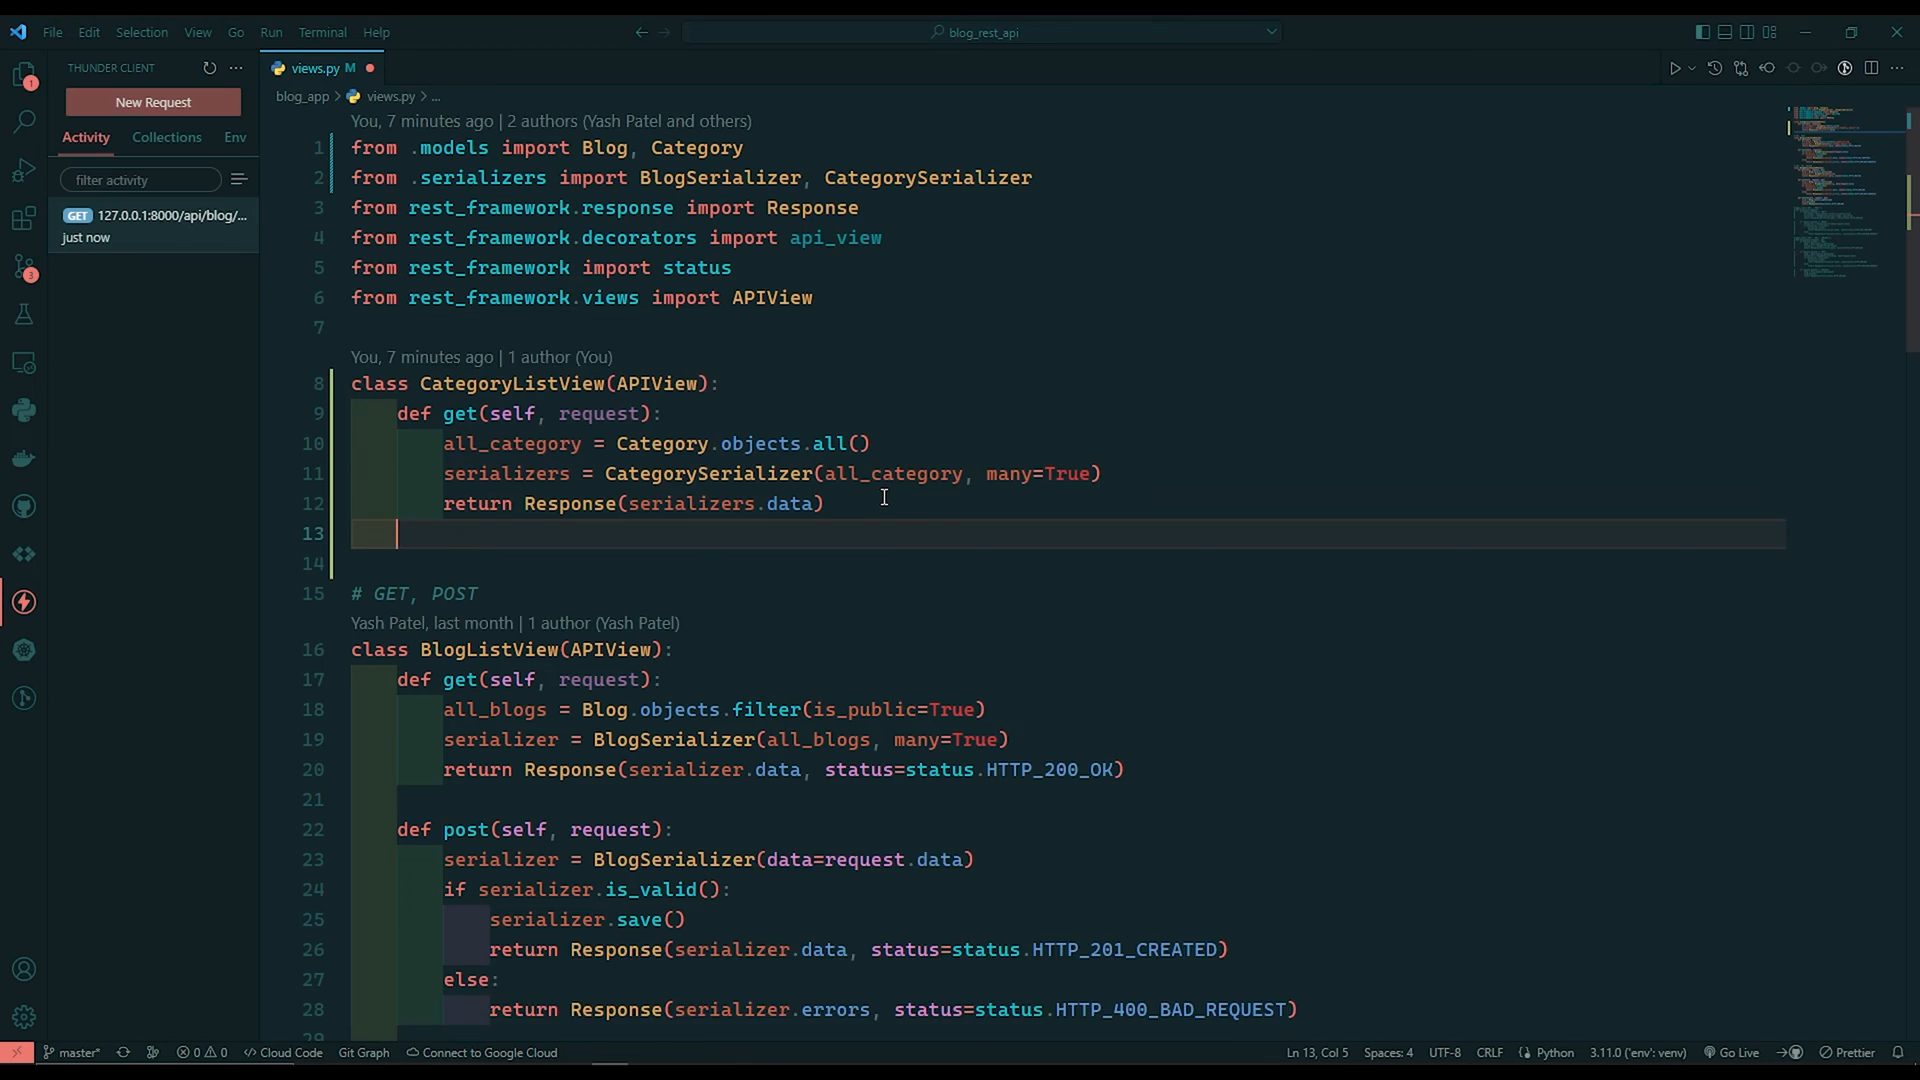 File Edit Selection View Go Run Terminal Help
blog_rest_api
THUNDER CLIENT
views.py M
New Request
blog_app > views.py > ...
Activity Collections Env
filter activity
GET 127.0.0.1:8000/api/blog/...
just now
You, 7 minutes ago | 2 authors (Yash Patel and others)
1 from .models import Blog, Category
2 from .serializers import BlogSerializer, CategorySerializer
3 from rest_framework.response import Response
4 from rest_framework.decorators import api_view
5 from rest_framework import status
6 from rest_framework.views import APIView
7
You, 7 minutes ago | 1 author (You)
8 class CategoryListView(APIView):
9 def get(self, request):
10 all_category = Category.objects.all()
11 serializers = CategorySerializer(all_category, many=True)
12 return Response(serializers.data)
13
14
15 # GET, POST
Yash Patel, last month | 1 author (Yash Patel)
16 class BlogListView(APIView):
17 def get(self, request):
18 all_blogs = Blog.objects.filter(is_public=True)
19 serializer = BlogSerializer(all_blogs, many=True)
20 return Response(serializer.data, status=status.HTTP_200_OK)
21
22 def post(self, request):
23 serializer = BlogSerializer(data=request.data)
24 if serializer.is_valid():
25 serializer.save()
26 return Response(serializer.data, status=status.HTTP_201_CREATED)
27 else:
28 return Response(serializer.errors, status=status.HTTP_400_BAD_REQUEST)
29
1
3
master* 0 0 Cloud Code Git Graph Connect to Google Cloud Ln 13, Col 5 Spaces: 4 UTF-8 CRLF Python 3.11.0 ('env': venv) Go Live Prettier